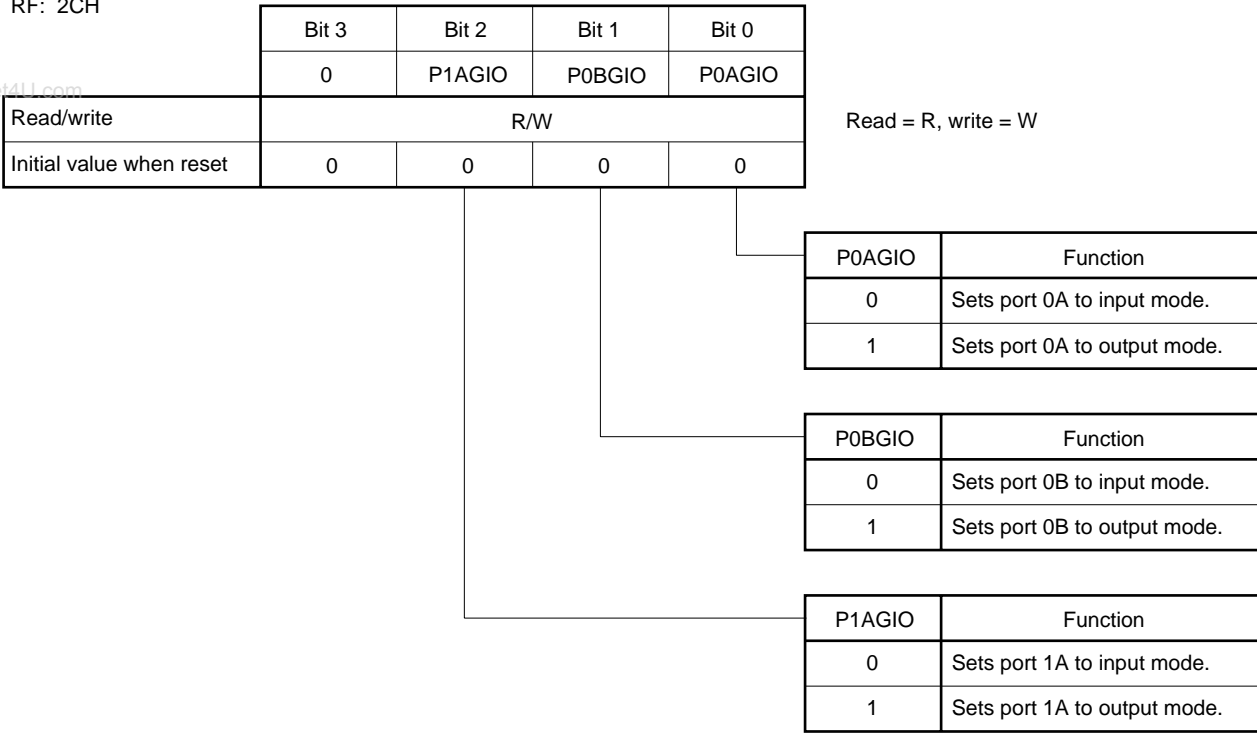 RF: 2CH
Bit 3 Bit 2 Bit 1 Bit 0
0 P1AGIO P0BGIO P0AGIO
Read/write R/W
Read = R, write = W
Initial value when reset 0 0 0 0
P0AGIO Function
0 Sets port 0A to input mode.
1 Sets port 0A to output mode.
P0BGIO Function
0 Sets port 0B to input mode.
1 Sets port 0B to output mode.
P1AGIO Function
0 Sets port 1A to input mode.
1 Sets port 1A to output mode.